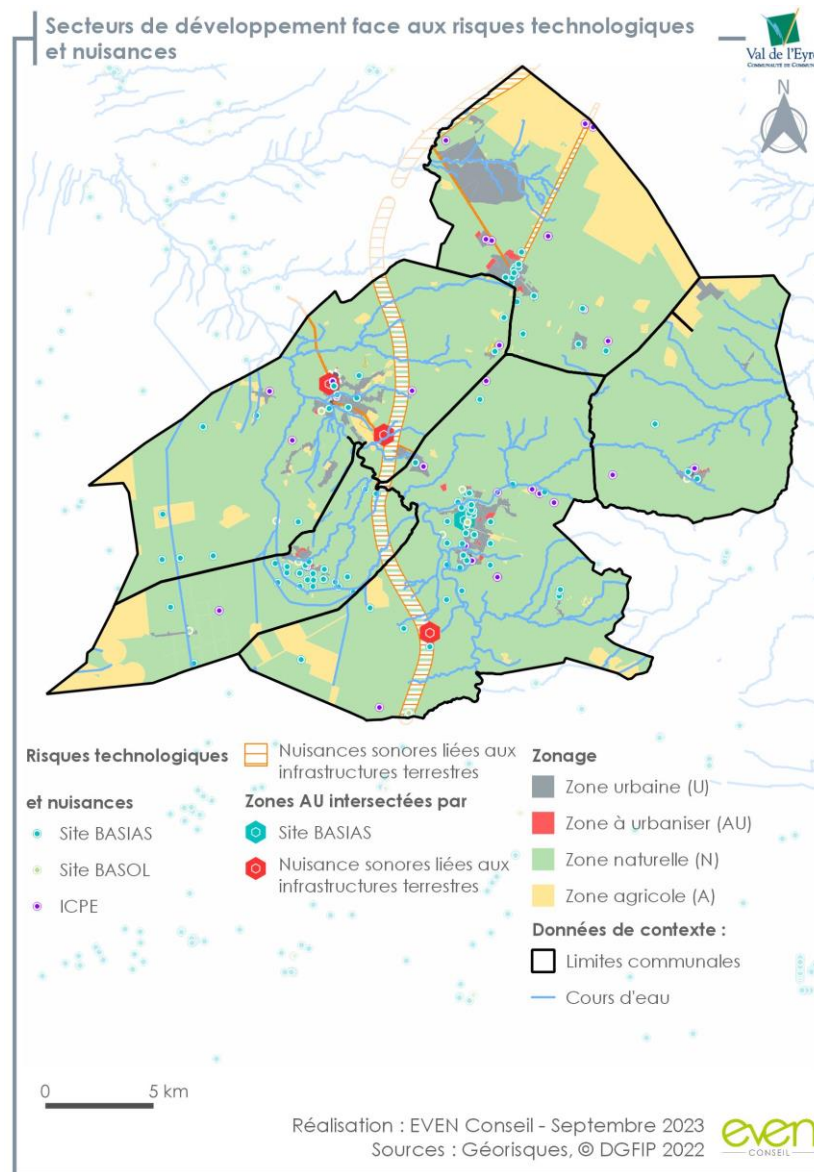 Secteurs de développement face aux risques technologiques
et nuisances
Val de l'Eyre
COMMUNAUTÉ DE COMMUN
N
Risques technologiques
et nuisances
Site BASIAS
Site BASOL
ICPE
Nuisances sonores liées aux
infrastructures terrestres
Zones AU intersectées par
Site BASIAS
Nuisance sonores liées aux
infrastructures terrestres
Zonage
Zone urbaine (U)
Zone à urbaniser (AU)
Zone naturelle (N)
Zone agricole (A)
Données de contexte :
Limites communales
Cours d'eau
0 5 km
Réalisation : EVEN Conseil - Septembre 2023
Sources : Géorisques, © DGFIP 2022
even
CONSEIL